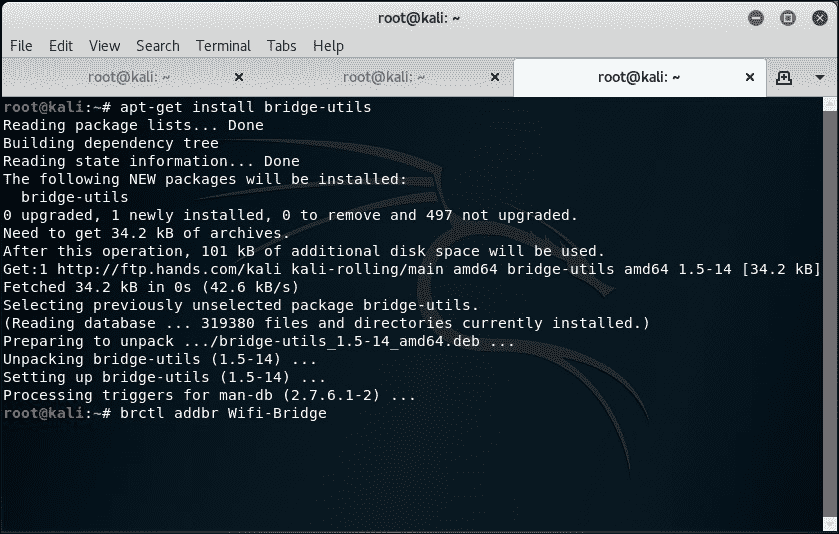 root@kali: ~
File Edit View Search Terminal Tabs Help
root@kali: ~ root@kali: ~ root@kali: ~
root@kali:~# apt-get install bridge-utils
Reading package lists... Done
Building dependency tree
Reading state information... Done
The following NEW packages will be installed:
  bridge-utils
0 upgraded, 1 newly installed, 0 to remove and 497 not upgraded.
Need to get 34.2 kB of archives.
After this operation, 101 kB of additional disk space will be used.
Get:1 http://ftp.hands.com/kali kali-rolling/main amd64 bridge-utils amd64 1.5-14 [34.2 kB]
Fetched 34.2 kB in 0s (42.6 kB/s)
Selecting previously unselected package bridge-utils.
(Reading database ... 319380 files and directories currently installed.)
Preparing to unpack .../bridge-utils_1.5-14_amd64.deb ...
Unpacking bridge-utils (1.5-14) ...
Setting up bridge-utils (1.5-14) ...
Processing triggers for man-db (2.7.6.1-2) ...
root@kali:~# brctl addbr Wifi-Bridge